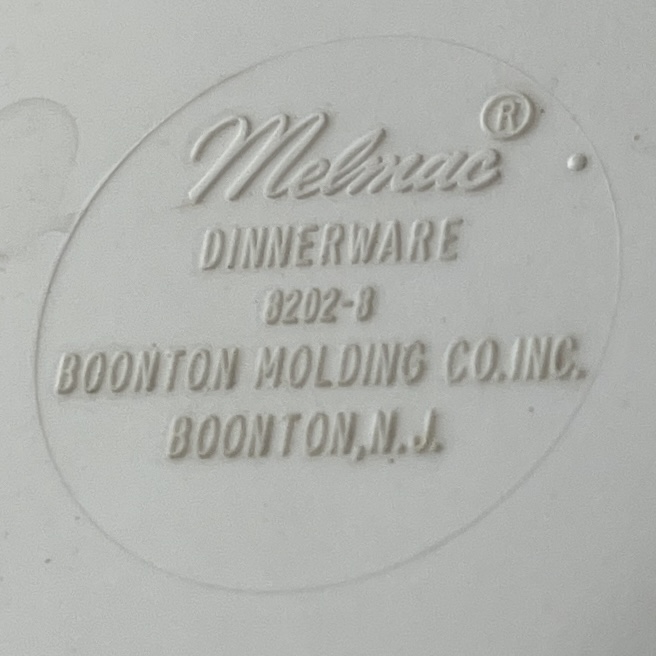 Melmac ®
DINNERWARE
8202-8
BOONTON MOLDING CO.INC.
BOONTON,N.J.